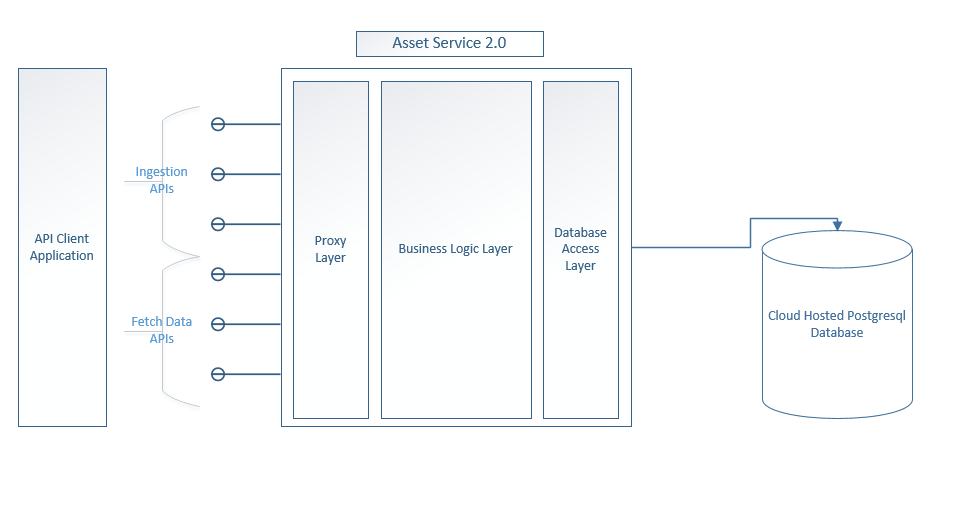 Asset Service 2.0
API Client
Application
Ingestion
APIs
Fetch Data
APIs
Proxy
Layer
Business Logic Layer
Database
Access
Layer
Cloud Hosted Postgresql
Database